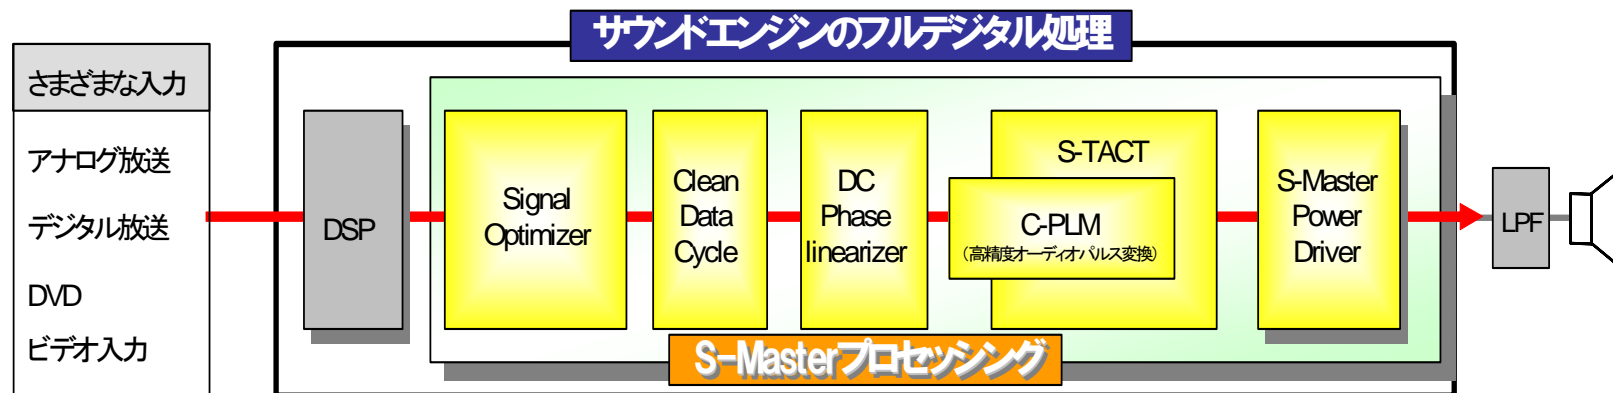 サウンドエンジンのフルデジタル処理
さまざまな入力
アナログ放送
デジタル放送
DVD
ビデオ入力
DSP
Signal
Optimizer
Clean
Data
Cycle
DC
Phase
linearizer
S-TACT
C-PLM
（高精度オーディオパルス変換）
S-Master
Power
Driver
LPF
S-Masterプロセッシング